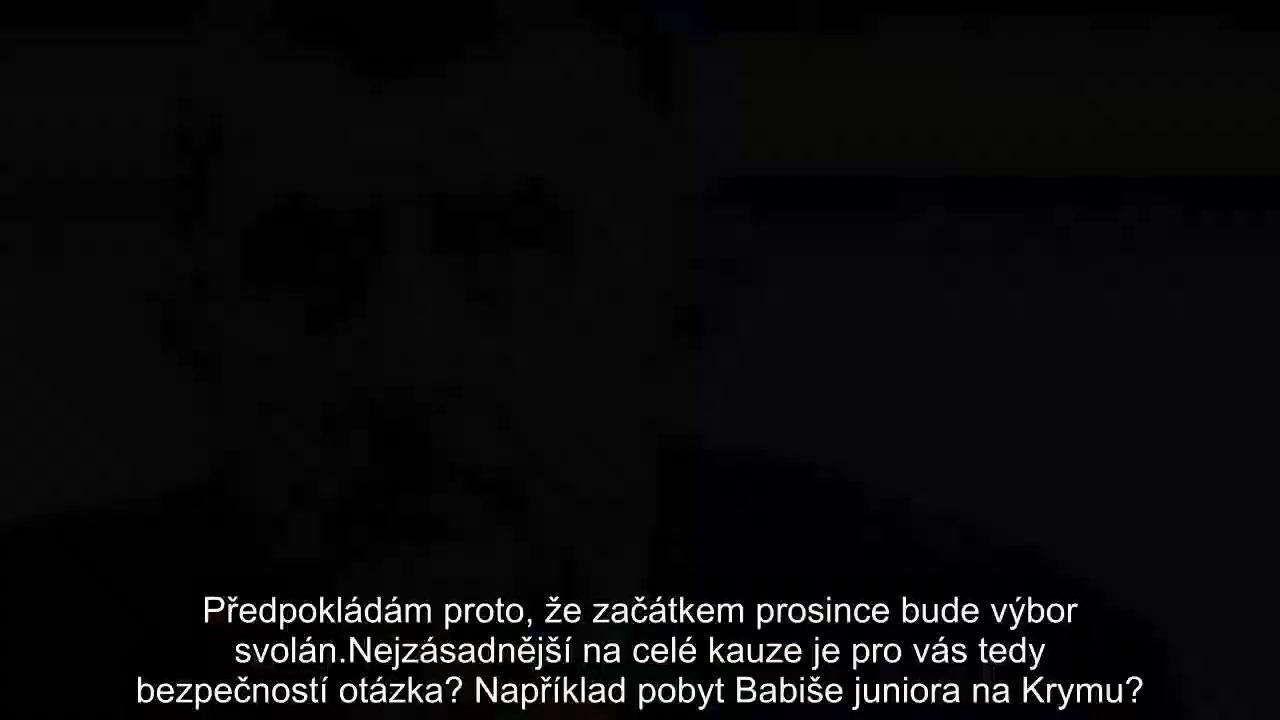 Předpokládám proto, že začátkem prosince bude výbor
svolán.Nejzásadnější na celé kauze je pro vás tedy
bezpečností otázka? Například pobyt Babiše juniora na Krymu?